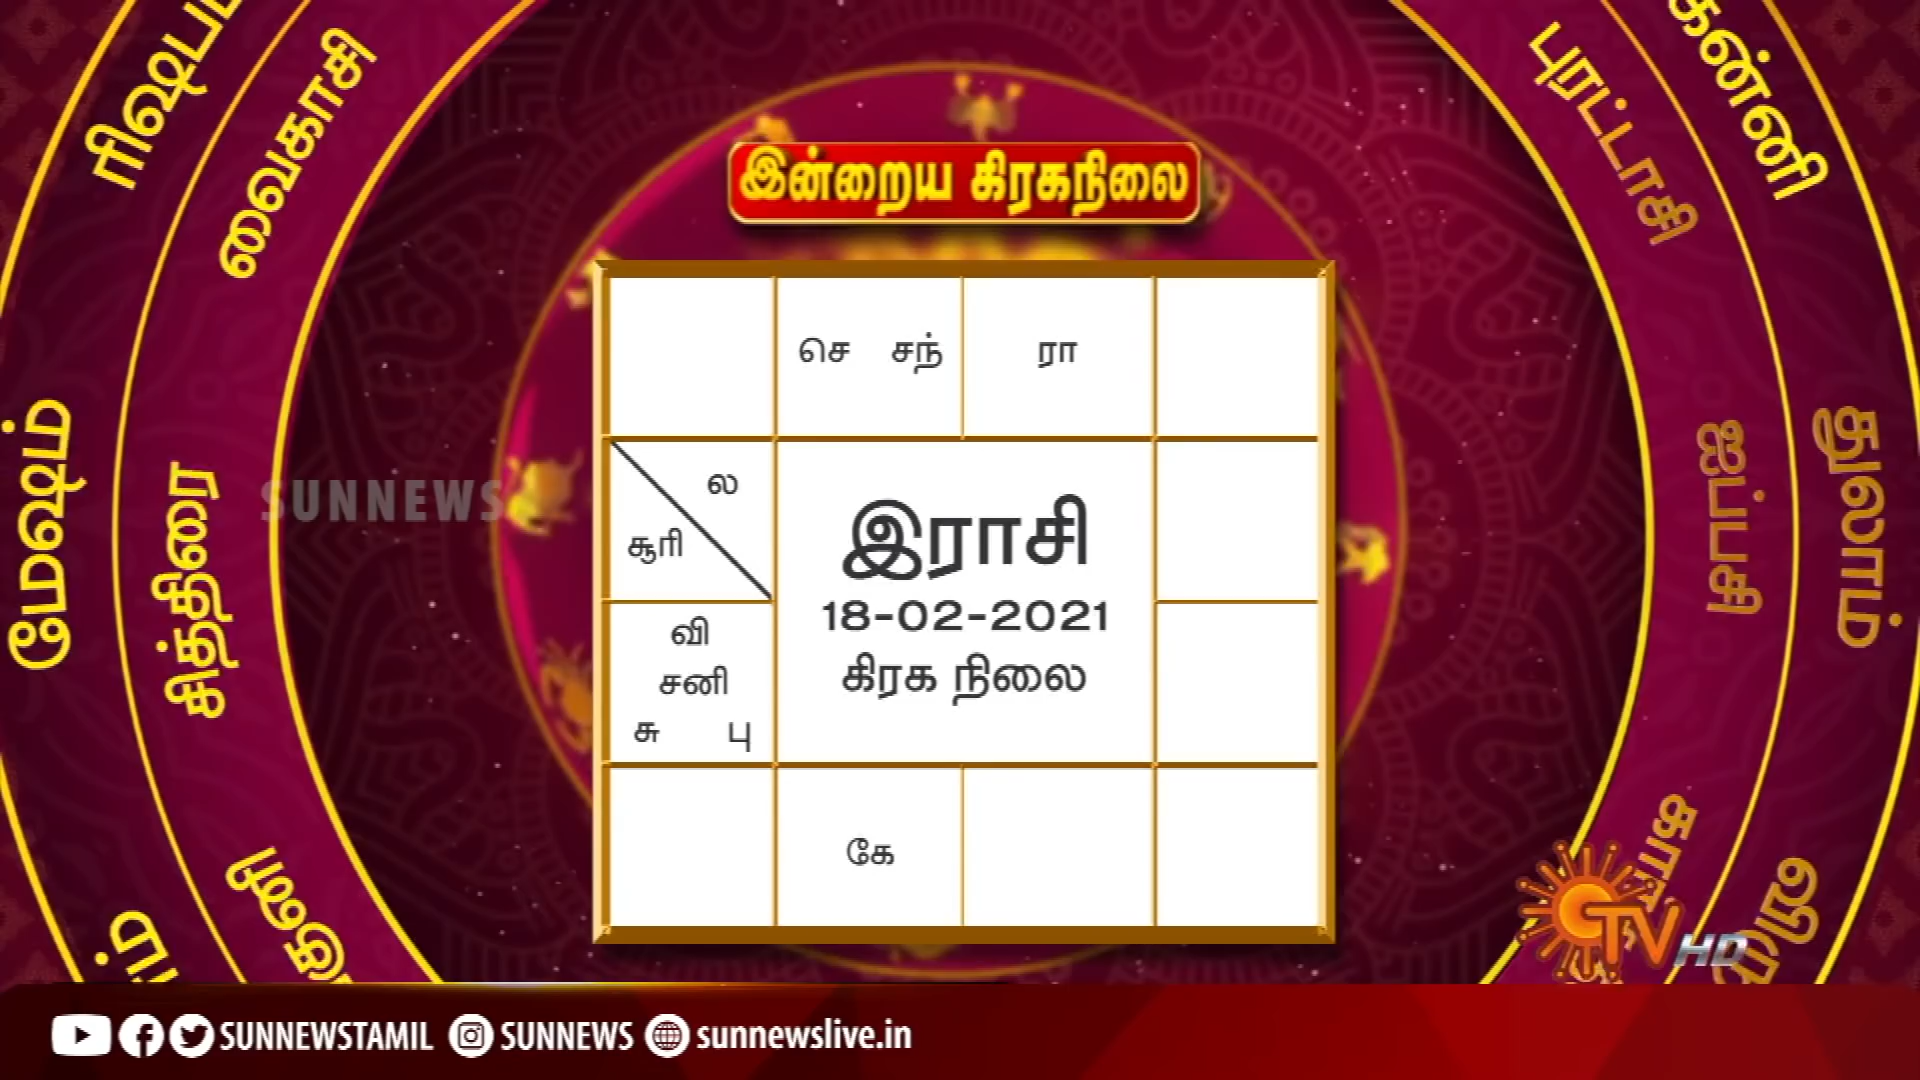 இன்றைய கிரகநிலை
வைகாசி
புரட்டாசி
கன்னி
செ சந் ரா
மேஷம்
சித்திரை
SUNNEWS
ல
சூரி
இராசி
18-02-2021
கிரக நிலை
ஐப்பசி
துலாம்
வி
சனி
சு பு
கே
TV HD
SUNNEWSTAMIL SUNNEWS sunnewslive.in